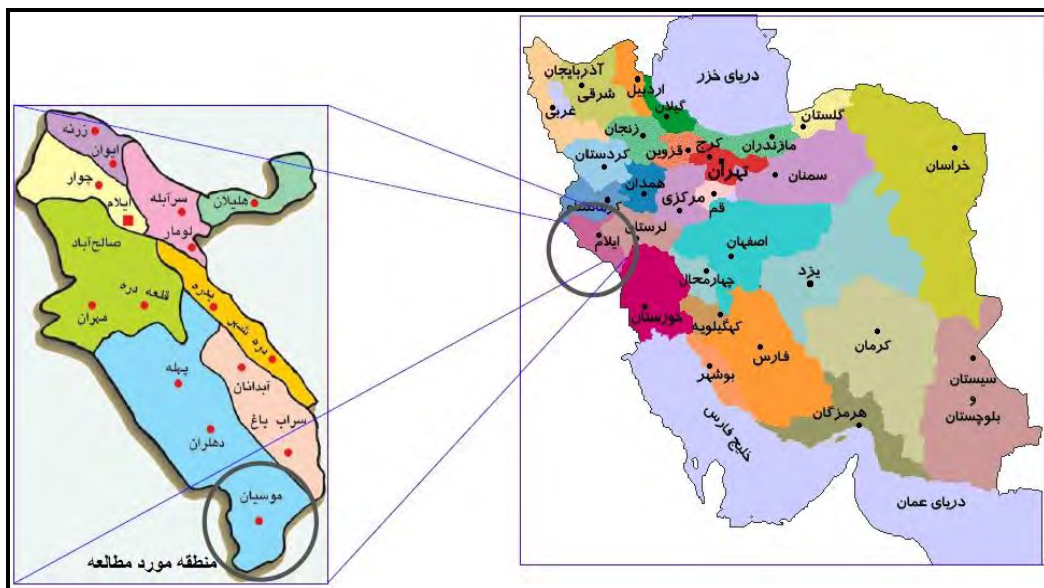 دریای خزر
آذربایجان
شرقی
غربی
اردبیل
گیلان
زنجان
گلستان
مازندران
کرج
قزوین
تهران
کردستان
خراسان
سمنان
همدان
مرکزی
قم
کرمانشاه
لرستان
ایلام
اصفهان
چهارمحال
یزد
خوزستان
کهگیلویه
فارس
کرمان
بوشهر
سیستان
و
بلوچستان
هرمزگان
خلیج فارس
دریای عمان
زرنه
ایوان
چوار
ایلام
سرآبله
هلیلان
لومار
صالح‌آباد
قلعه دره
مهران
بدره
دره شهر
پهله
آبدانان
سراب باغ
دهلران
موسیان
منطقه مورد مطالعه